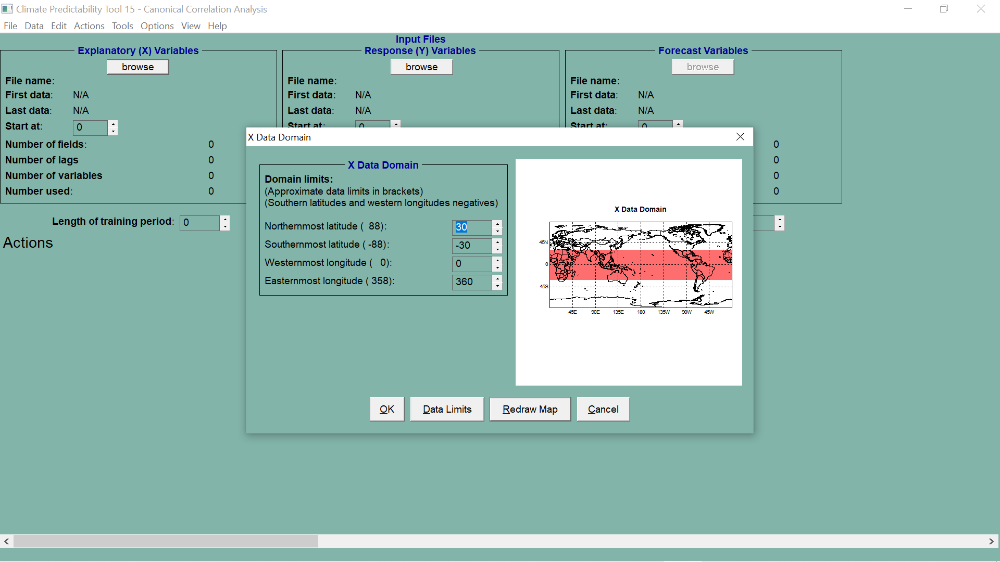 Climate Predictability Tool 15 - Canonical Correlation Analysis
File Data Edit Actions Tools Options View Help
Input Files
Explanatory (X) Variables
browse
File name:
First data: N/A
Last data: N/A
Start at: 0
Number of fields: 0
Number of lags 0
Number of variables 0
Number used: 0
Length of training period: 0
Response (Y) Variables
browse
File name:
First data: N/A
Last data: N/A
Start at: 0
Forecast Variables
browse
File name:
First data: N/A
Last data: N/A
Start at: 0
0
0
0
0
Actions
X Data Domain
X Data Domain
Domain limits:
(Approximate data limits in brackets)
(Southern latitudes and western longitudes negatives)
Northernmost latitude ( 88): 30
Southernmost latitude ( -88): -30
Westernmost longitude ( 0): 0
Easternmost longitude ( 358): 360
X Data Domain
45N
0
45S
45E 90E 135E 180 135W 90W 45W
OK Data Limits Redraw Map Cancel